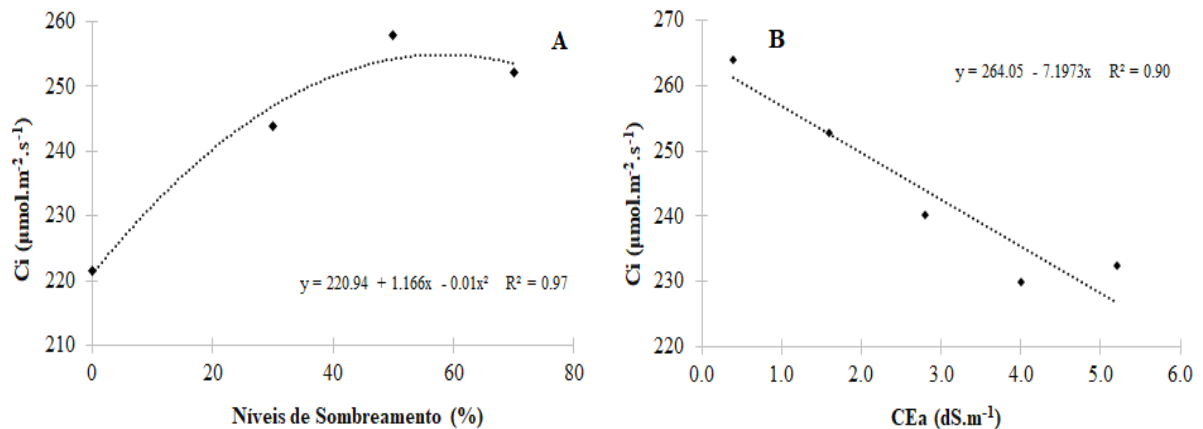 A
260
250
240
230
220
210
Ci (µmol.m⁻².s⁻¹)
y = 220.94 + 1.166x - 0.01x² R² = 0.97
0 20 40 60 80
Níveis de Sombreamento (%)
B
270
260
250
240
230
220
Ci (µmol.m⁻².s⁻¹)
y = 264.05 - 7.1973x R² = 0.90
0.0 1.0 2.0 3.0 4.0 5.0 6.0
CEa (dS.m⁻¹)